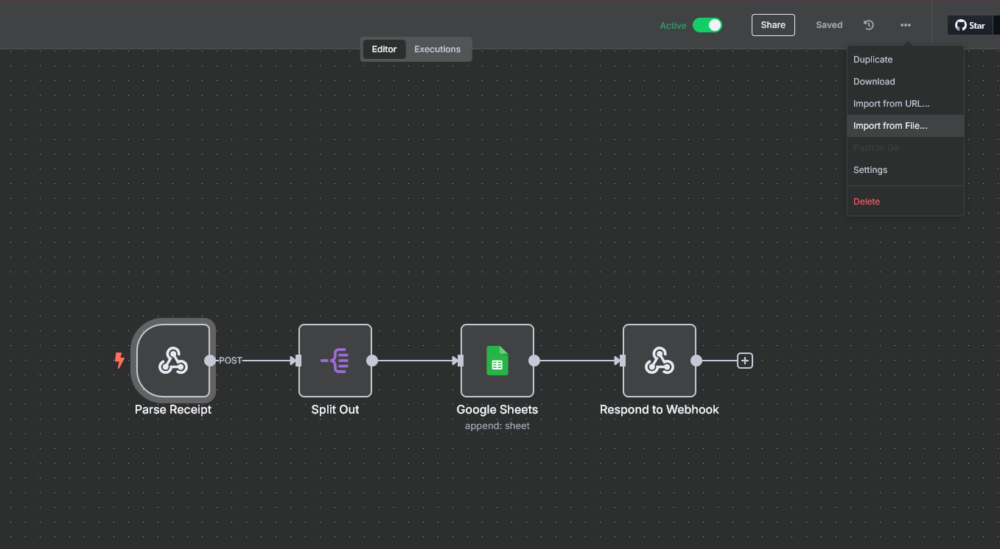 Active
Share
Saved
Star
Editor
Executions
Duplicate
Download
Import from URL...
Import from File...
Push to Git
Settings
Delete
POST
Parse Receipt
Split Out
Google Sheets
append: sheet
Respond to Webhook